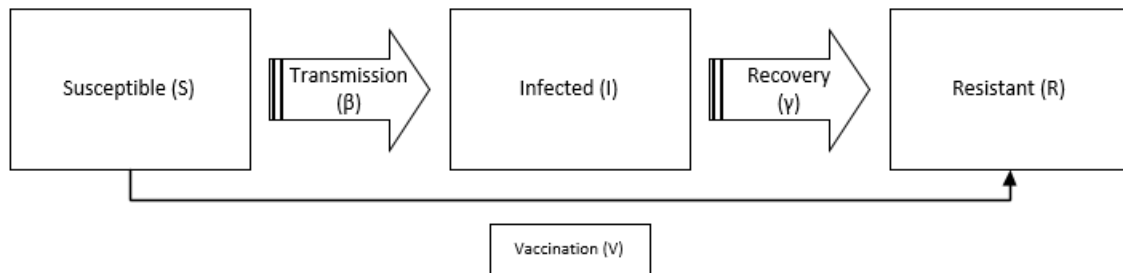 Susceptible (S)
Transmission
(β)
Infected (I)
Recovery
(γ)
Resistant (R)
Vaccination (V)